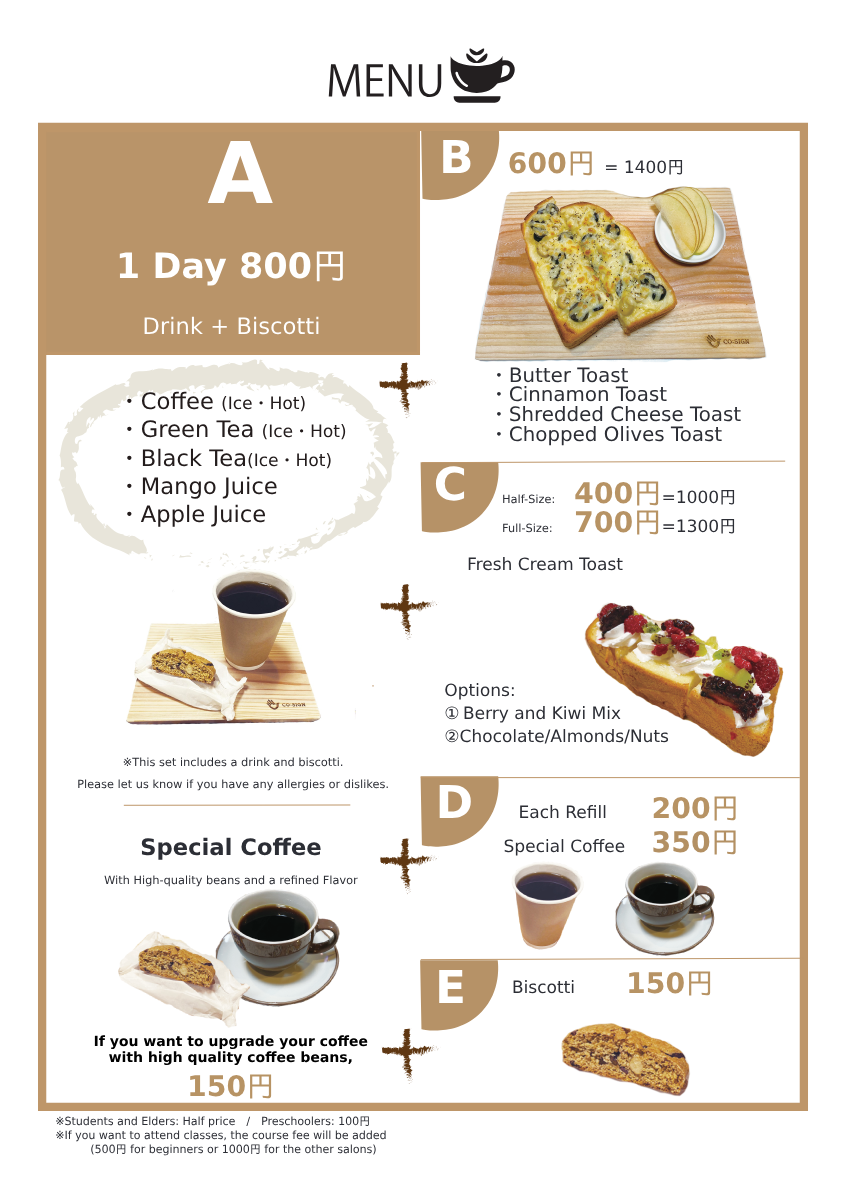 MENU
A
1 Day 800円
Drink + Biscotti
・Coffee (Ice・Hot)
・Green Tea (Ice・Hot)
・Black Tea(Ice・Hot)
・Mango Juice
・Apple Juice
CO:SIGN
※This set includes a drink and biscotti.
Please let us know if you have any allergies or dislikes.
Special Coffee
With High-quality beans and a refined Flavor
If you want to upgrade your coffee
with high quality coffee beans,
150円
B
600円 = 1400円
CO:SIGN
・Butter Toast
・Cinnamon Toast
・Shredded Cheese Toast
・Chopped Olives Toast
C
Half-Size: 400円=1000円
Full-Size: 700円=1300円
Fresh Cream Toast
Options:
① Berry and Kiwi Mix
②Chocolate/Almonds/Nuts
D
Each Refill 200円
Special Coffee 350円
E
Biscotti 150円
※Students and Elders: Half price / Preschoolers: 100円
※If you want to attend classes, the course fee will be added
(500円 for beginners or 1000円 for the other salons)